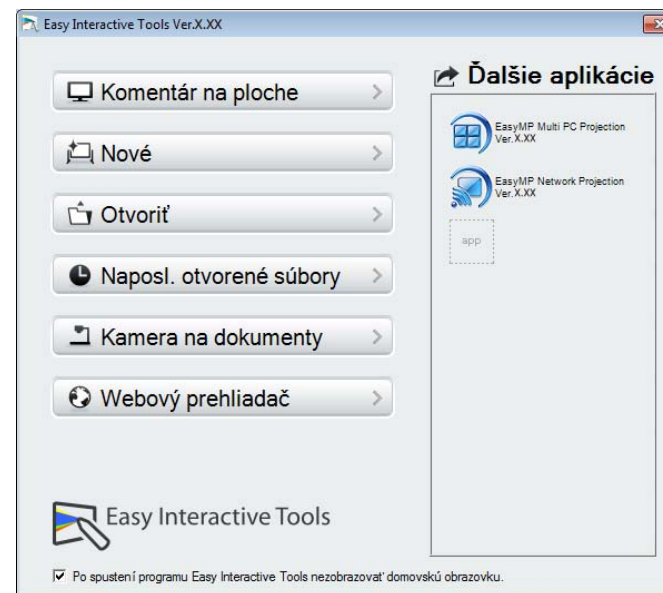 Easy Interactive Tools Ver.X.XX
Komentár na ploche
Nové
Otvoriť
Naposl. otvorené súbory
Kamera na dokumenty
Webový prehliadač
Ďalšie aplikácie
EasyMP Multi PC Projection
Ver.X.XX
EasyMP Network Projection
Ver.X.XX
app
Easy Interactive Tools
Po spustení programu Easy Interactive Tools nezobrazovať domovskú obrazovku.